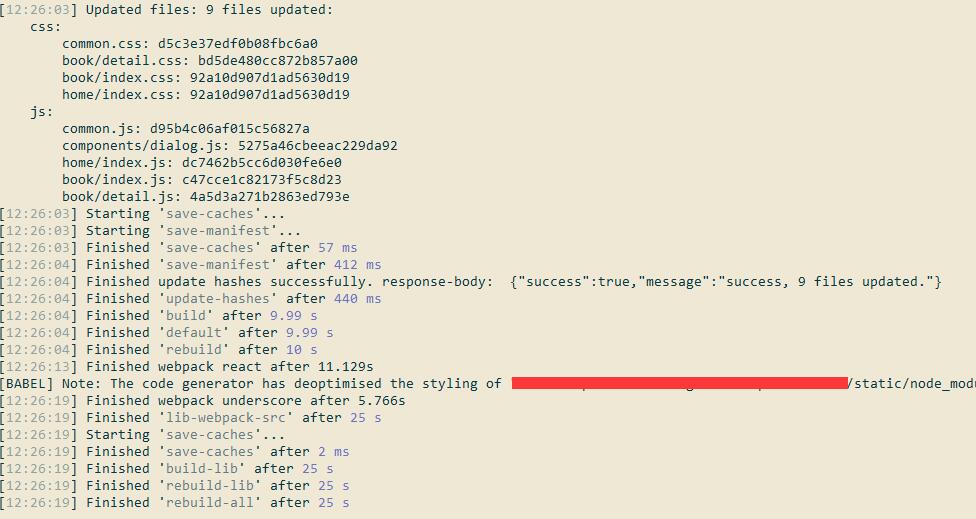 [12:26:03] Updated files: 9 files updated:
css:
common.css: d5c3e37edf0b08fbc6a0
book/detail.css: bd5de480cc872b857a00
book/index.css: 92a10d907d1ad5630d19
home/index.css: 92a10d907d1ad5630d19
js:
common.js: d95b4c06af015c56827a
components/dialog.js: 5275a46cbeeac229da92
home/index.js: dc7462b5cc6d030fe6e0
book/index.js: c47cce1c82173f5c8d23
book/detail.js: 4a5d3a271b2863ed793e
[12:26:03] Starting 'save-caches'...
[12:26:03] Starting 'save-manifest'...
[12:26:03] Finished 'save-caches' after 57 ms
[12:26:04] Finished 'save-manifest' after 412 ms
[12:26:04] Finished update hashes successfully. response-body:  {"success":true,"message":"success, 9 files updated."}
[12:26:04] Finished 'update-hashes' after 440 ms
[12:26:04] Finished 'build' after 9.99 s
[12:26:04] Finished 'default' after 9.99 s
[12:26:04] Finished 'rebuild' after 10 s
[12:26:13] Finished webpack react after 11.129s
[BABEL] Note: The code generator has deoptimised the styling of /static/node_modu
[12:26:19] Finished webpack underscore after 5.766s
[12:26:19] Finished 'lib-webpack-src' after 25 s
[12:26:19] Starting 'save-caches'...
[12:26:19] Finished 'save-caches' after 2 ms
[12:26:19] Finished 'build-lib' after 25 s
[12:26:19] Finished 'rebuild-lib' after 25 s
[12:26:19] Finished 'rebuild-all' after 25 s